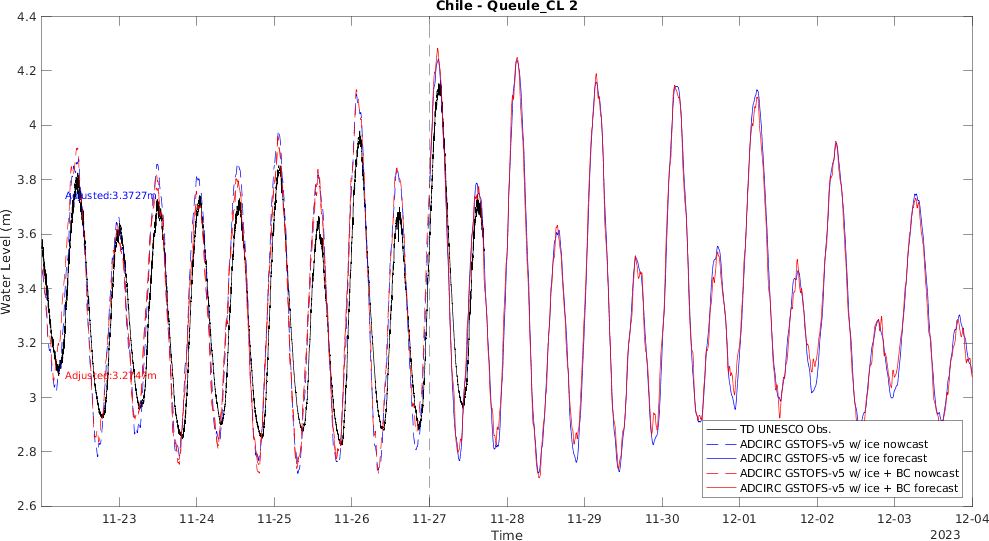 Chile - Queule_CL 2
4.4
4.2
4
3.8
3.6
3.4
3.2
3
2.8
2.6
Water Level (m)
Adjusted:3.3727m
Adjusted:3.2747m
TD UNESCO Obs.
ADCIRC GSTOFS-v5 w/ ice nowcast
ADCIRC GSTOFS-v5 w/ ice forecast
ADCIRC GSTOFS-v5 w/ ice + BC nowcast
ADCIRC GSTOFS-v5 w/ ice + BC forecast
11-23 11-24 11-25 11-26 11-27 11-28 11-29 11-30 12-01 12-02 12-03 12-04
Time
2023